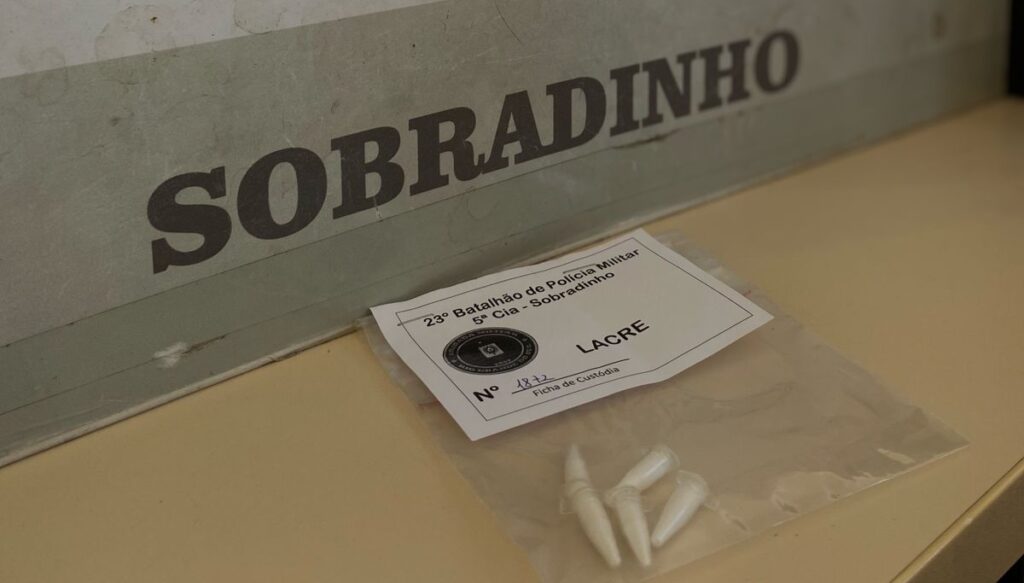 SOBRADINHO
23º Batalhão de Polícia Militar
5ª Cia - Sobradinho
LACRE
Nº 1872
Ficha de Custódia